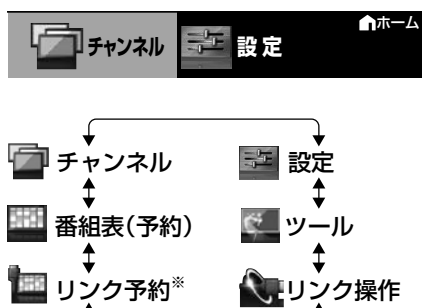 チャンネル 設定 ホーム
チャンネル 設定
番組表(予約) ツール
リンク予約※ リンク操作